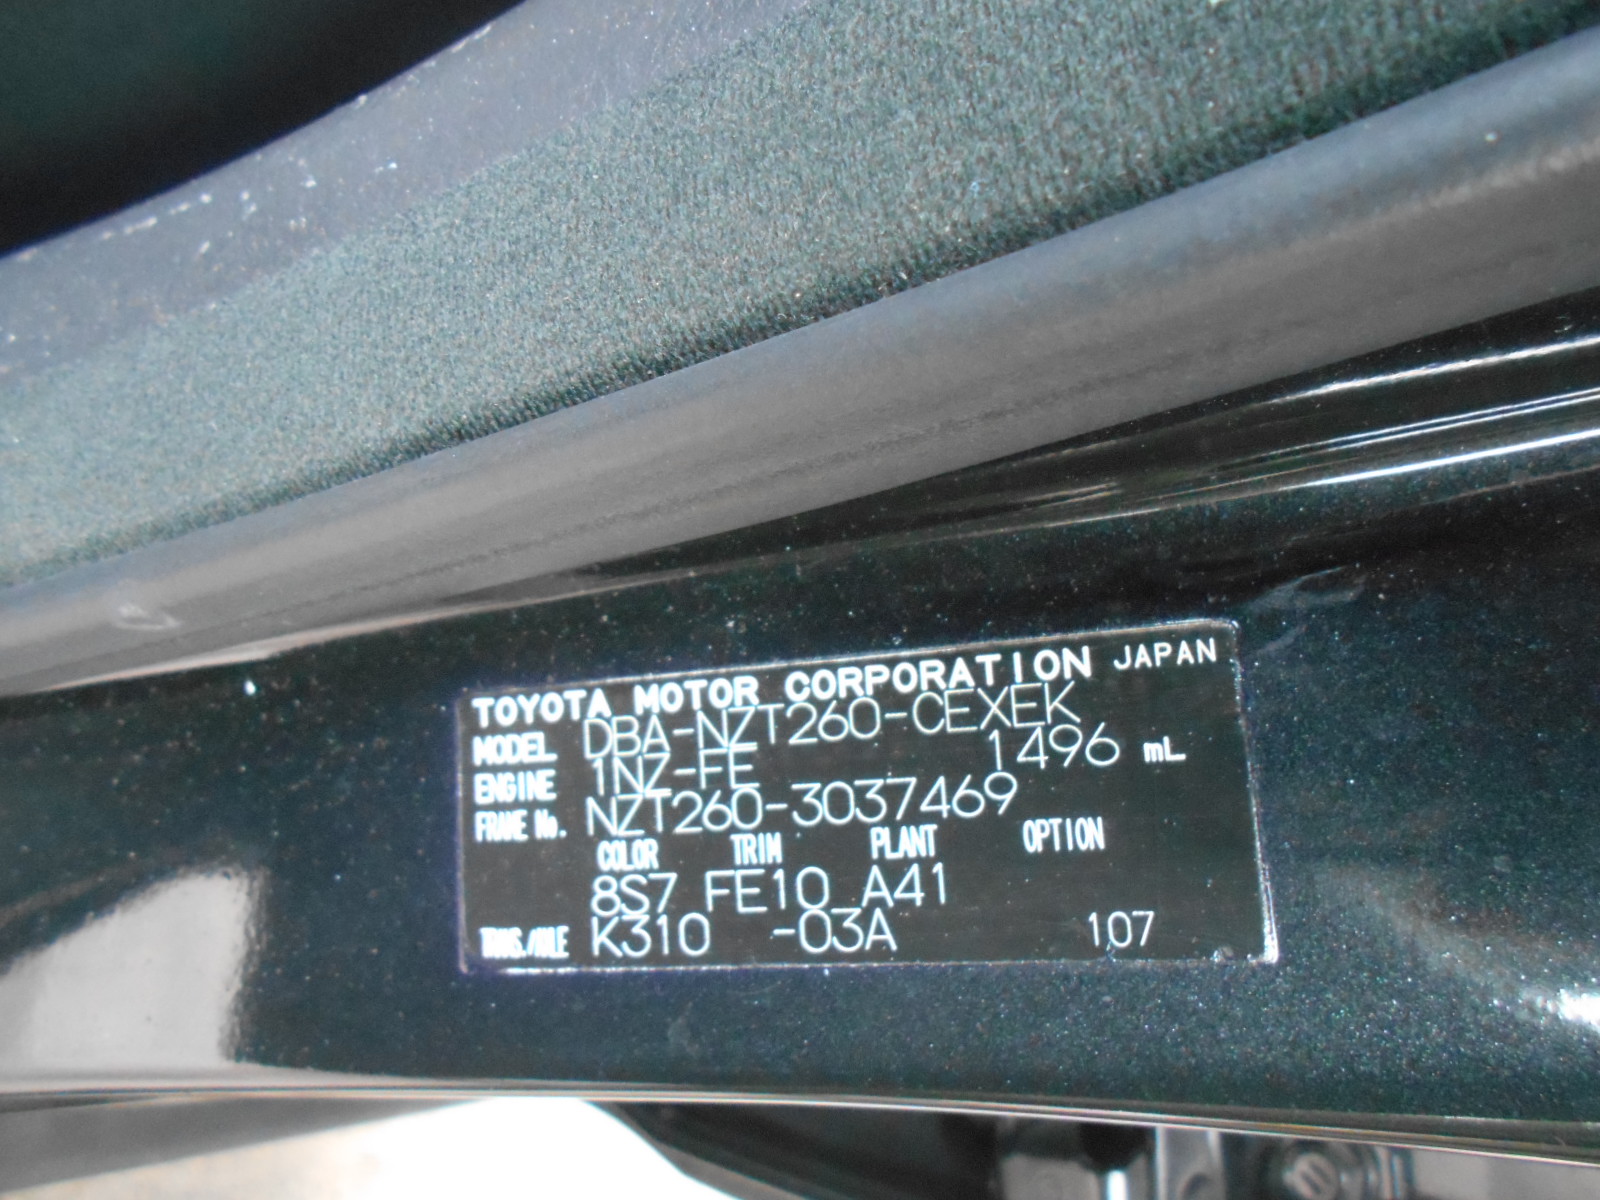 TOYOTA MOTOR CORPORATION JAPAN
MODEL DBA-NZT260-CEXEK
ENGINE 1NZ-FE 1496 mL
FRAME No. NZT260-3037469
COLOR TRIM PLANT OPTION
8S7 FE10 A41
TRNS./AXLE K310 -03A 107